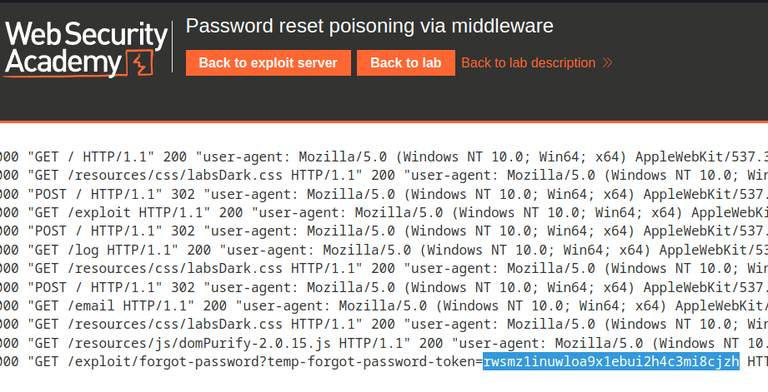 Web Security
Academy
Password reset poisoning via middleware
Back to exploit server
Back to lab
Back to lab description
000 "GET / HTTP/1.1" 200 "user-agent: Mozilla/5.0 (Windows NT 10.0; Win64; x64) AppleWebKit/537.3
000 "GET /resources/css/labsDark.css HTTP/1.1" 200 "user-agent: Mozilla/5.0 (Windows NT 10.0; Win
000 "POST / HTTP/1.1" 302 "user-agent: Mozilla/5.0 (Windows NT 10.0; Win64; x64) AppleWebKit/537.
000 "GET /exploit HTTP/1.1" 200 "user-agent: Mozilla/5.0 (Windows NT 10.0; Win64; x64) AppleWebKi
000 "POST / HTTP/1.1" 302 "user-agent: Mozilla/5.0 (Windows NT 10.0; Win64; x64) AppleWebKit/537.
000 "GET /log HTTP/1.1" 200 "user-agent: Mozilla/5.0 (Windows NT 10.0; Win64; x64) AppleWebKit/53
000 "GET /resources/css/labsDark.css HTTP/1.1" 200 "user-agent: Mozilla/5.0 (Windows NT 10.0; Win
000 "POST / HTTP/1.1" 302 "user-agent: Mozilla/5.0 (Windows NT 10.0; Win64; x64) AppleWebKit/537.
000 "GET /email HTTP/1.1" 200 "user-agent: Mozilla/5.0 (Windows NT 10.0; Win64; x64) AppleWebKit/
000 "GET /resources/css/labsDark.css HTTP/1.1" 200 "user-agent: Mozilla/5.0 (Windows NT 10.0; Win
000 "GET /resources/js/domPurify-2.0.15.js HTTP/1.1" 200 "user-agent: Mozilla/5.0 (Windows NT 10.
000 "GET /exploit/forgot-password?temp-forgot-password-token=rwsmz1inuwloa9x1ebui2h4c3mi8cjzh HTT